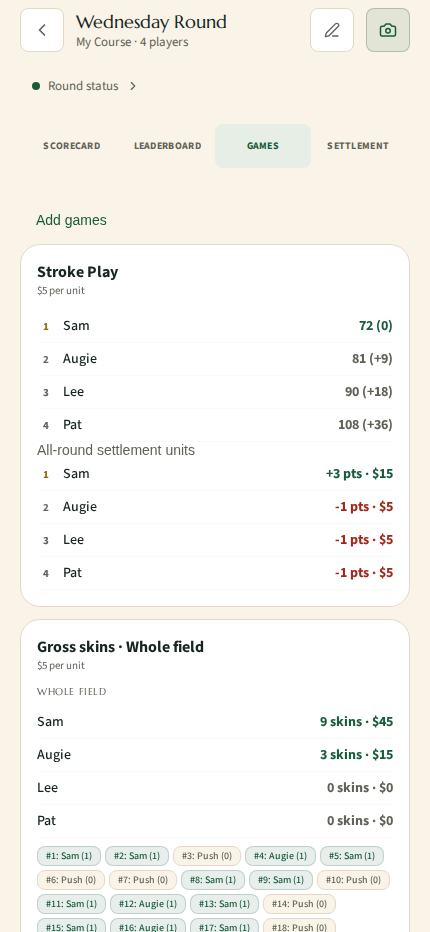 Wednesday Round
My Course · 4 players
Round status
SCORECARD LEADERBOARD GAMES SETTLEMENT
Add games
Stroke Play
$5 per unit
1 Sam 72 (0)
2 Augie 81 (+9)
3 Lee 90 (+18)
4 Pat 108 (+36)
All-round settlement units
1 Sam +3 pts · $15
2 Augie -1 pts · $5
3 Lee -1 pts · $5
4 Pat -1 pts · $5
Gross skins · Whole field
$5 per unit
WHOLE FIELD
Sam 9 skins · $45
Augie 3 skins · $15
Lee 0 skins · $0
Pat 0 skins · $0
#1: Sam (1) #2: Sam (1) #3: Push (0) #4: Augie (1) #5: Sam (1)
#6: Push (0) #7: Push (0) #8: Sam (1) #9: Sam (1) #10: Push (0)
#11: Sam (1) #12: Augie (1) #13: Sam (1) #14: Push (0)
#15: Sam (1) #16: Augie (1) #17: Sam (1) #18: Push (0)